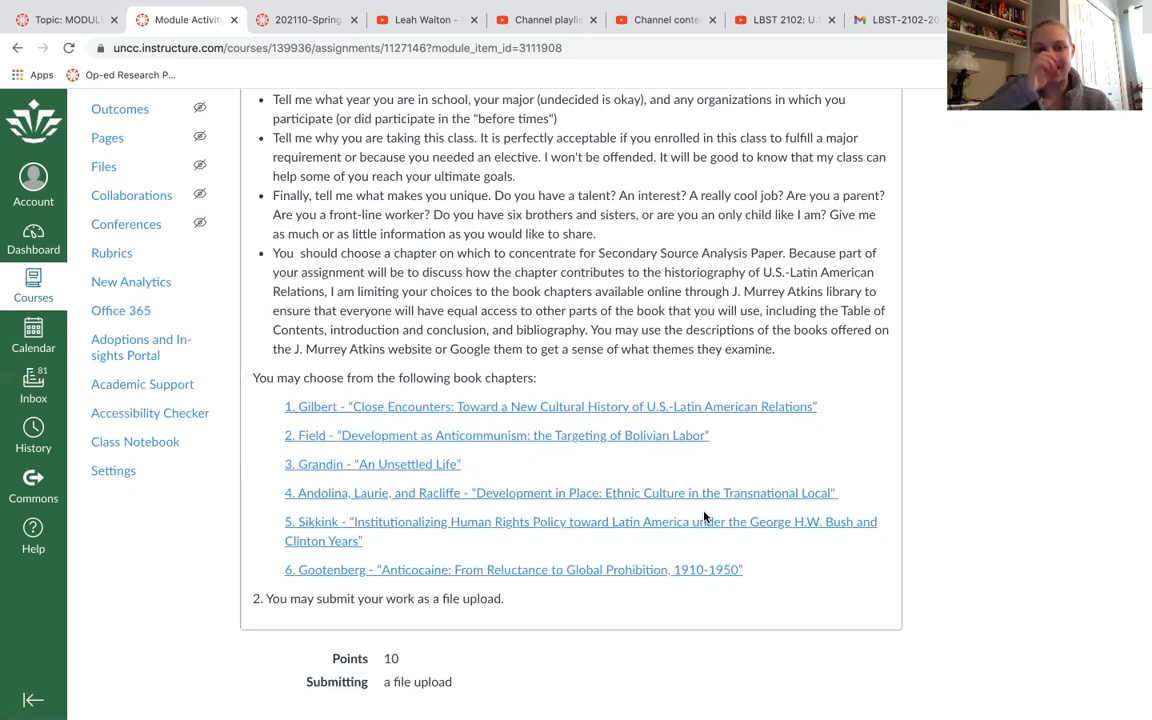 Topic: MODUL
Module Activity
202110-Spring
Leah Walton -
Channel playli
Channel conte
LBST 2102: U.
LBST-2102-20
uncc.instructure.com/courses/139936/assignments/1127146?module_item_id=3111908
Apps
Op-ed Research P...
Account
Dashboard
Courses
Calendar
81
Inbox
History
Commons
Help
Outcomes
Pages
Files
Collaborations
Conferences
Rubrics
New Analytics
Office 365
Adoptions and In-
sights Portal
Academic Support
Accessibility Checker
Class Notebook
Settings
• Tell me what year you are in school, your major (undecided is okay), and any organizations in which you
participate (or did participate in the "before times")
• Tell me why you are taking this class. It is perfectly acceptable if you enrolled in this class to fulfill a major
requirement or because you needed an elective. I won't be offended. It will be good to know that my class can
help some of you reach your ultimate goals.
• Finally, tell me what makes you unique. Do you have a talent? An interest? A really cool job? Are you a parent?
Are you a front-line worker? Do you have six brothers and sisters, or are you an only child like I am? Give me
as much or as little information as you would like to share.
• You should choose a chapter on which to concentrate for Secondary Source Analysis Paper. Because part of
your assignment will be to discuss how the chapter contributes to the historiography of U.S.-Latin American
Relations, I am limiting your choices to the book chapters available online through J. Murrey Atkins library to
ensure that everyone will have equal access to other parts of the book that you will use, including the Table of
Contents, introduction and conclusion, and bibliography. You may use the descriptions of the books offered on
the J. Murrey Atkins website or Google them to get a sense of what themes they examine.
You may choose from the following book chapters:
1. Gilbert - “Close Encounters: Toward a New Cultural History of U.S.-Latin American Relations”
2. Field - “Development as Anticommunism: the Targeting of Bolivian Labor”
3. Grandin - “An Unsettled Life”
4. Andolina, Laurie, and Racliffe - "Development in Place: Ethnic Culture in the Transnational Local"
5. Sikkink - “Institutionalizing Human Rights Policy toward Latin America under the George H.W. Bush and
Clinton Years”
6. Gootenberg - “Anticocaine: From Reluctance to Global Prohibition, 1910-1950”
2. You may submit your work as a file upload.
Points 10
Submitting a file upload